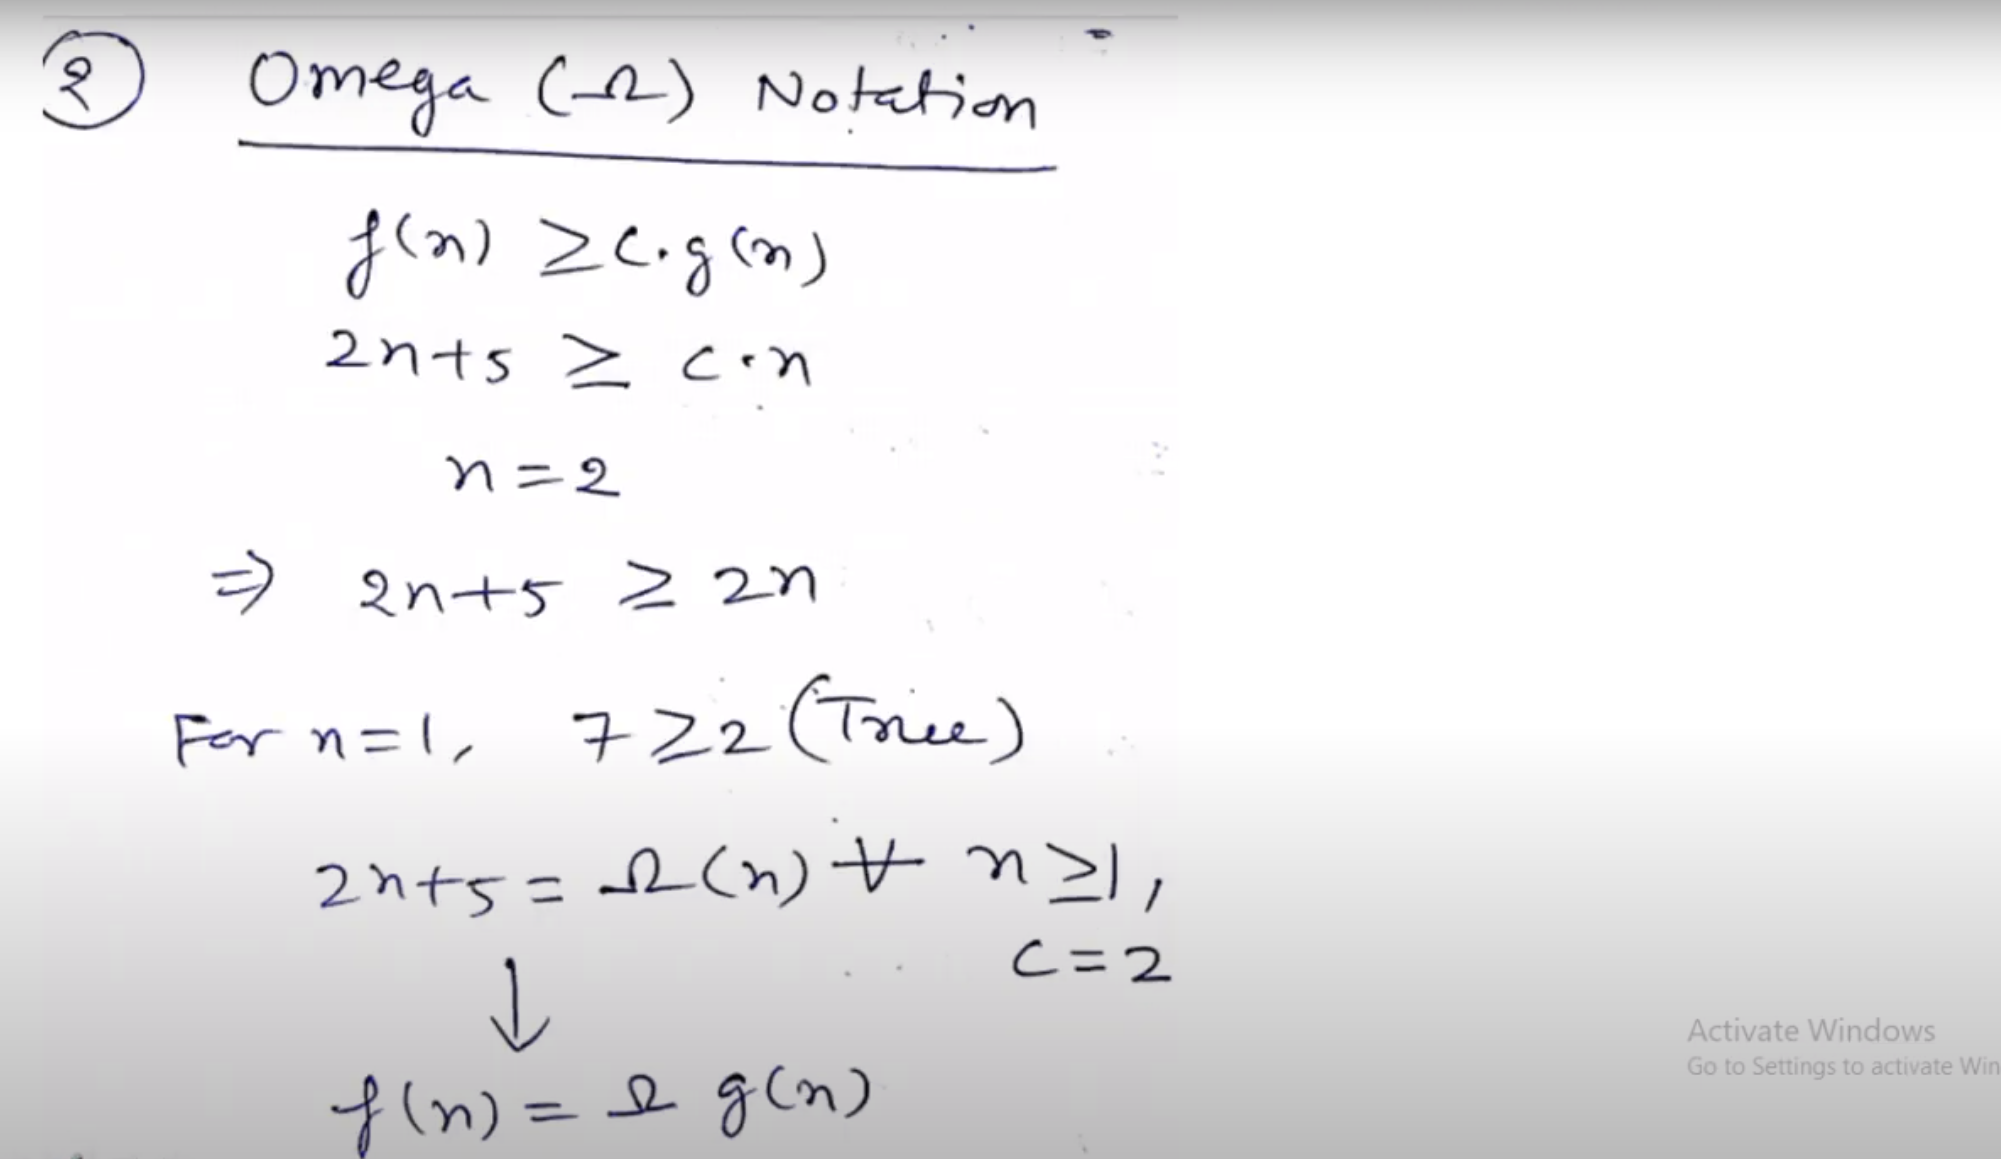 2 Omega (Ω) Notation
f(n) ≥ c.g(n)
2n+5 ≥ c.n
n=2
⇒ 2n+5 ≥ 2n
For n=1, 7≥2 (True)
2n+5 = Ω(n) ∀ n≥1,
c=2
↓
f(n) = Ω g(n)
Activate Windows
Go to Settings to activate Win